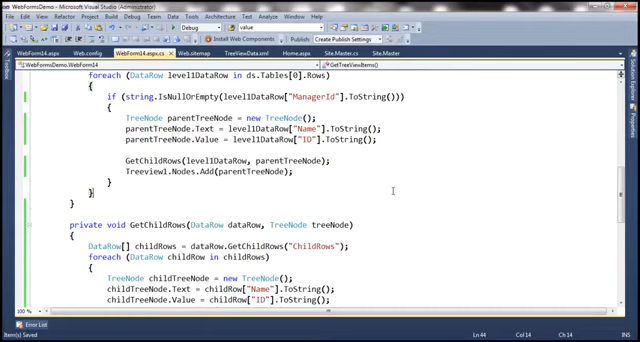 WebFormsDemo - Microsoft Visual Studio (Administrator)
File Edit View Refactor Project Build Debug Team Data Tools Architecture Test Analyze Window Help
Debug value
Install Web Components Create Publish Settings
WebForm14.aspx Web.config WebForm14.aspx.cs Web.sitemap TreeViewData.xml Home.aspx Site.Master.cs Site.Master
WebFormsDemo.WebForm14 GetTreeViewItems()
foreach (DataRow level1DataRow in ds.Tables[0].Rows)
{
if (string.IsNullOrEmpty(level1DataRow["ManagerId"].ToString()))
{
TreeNode parentTreeNode = new TreeNode();
parentTreeNode.Text = level1DataRow["Name"].ToString();
parentTreeNode.Value = level1DataRow["ID"].ToString();
GetChildRows(level1DataRow, parentTreeNode);
Treeview1.Nodes.Add(parentTreeNode);
}
}
}
private void GetChildRows(DataRow dataRow, TreeNode treeNode)
{
DataRow[] childRows = dataRow.GetChildRows("ChildRows");
foreach (DataRow childRow in childRows)
{
TreeNode childTreeNode = new TreeNode();
childTreeNode.Text = childRow["Name"].ToString();
childTreeNode.Value = childRow["ID"].ToString();
100 %
Error List
Item(s) Saved Ln 44 Col 14 Ch 14
Toolbox
Solution Explorer
Properties